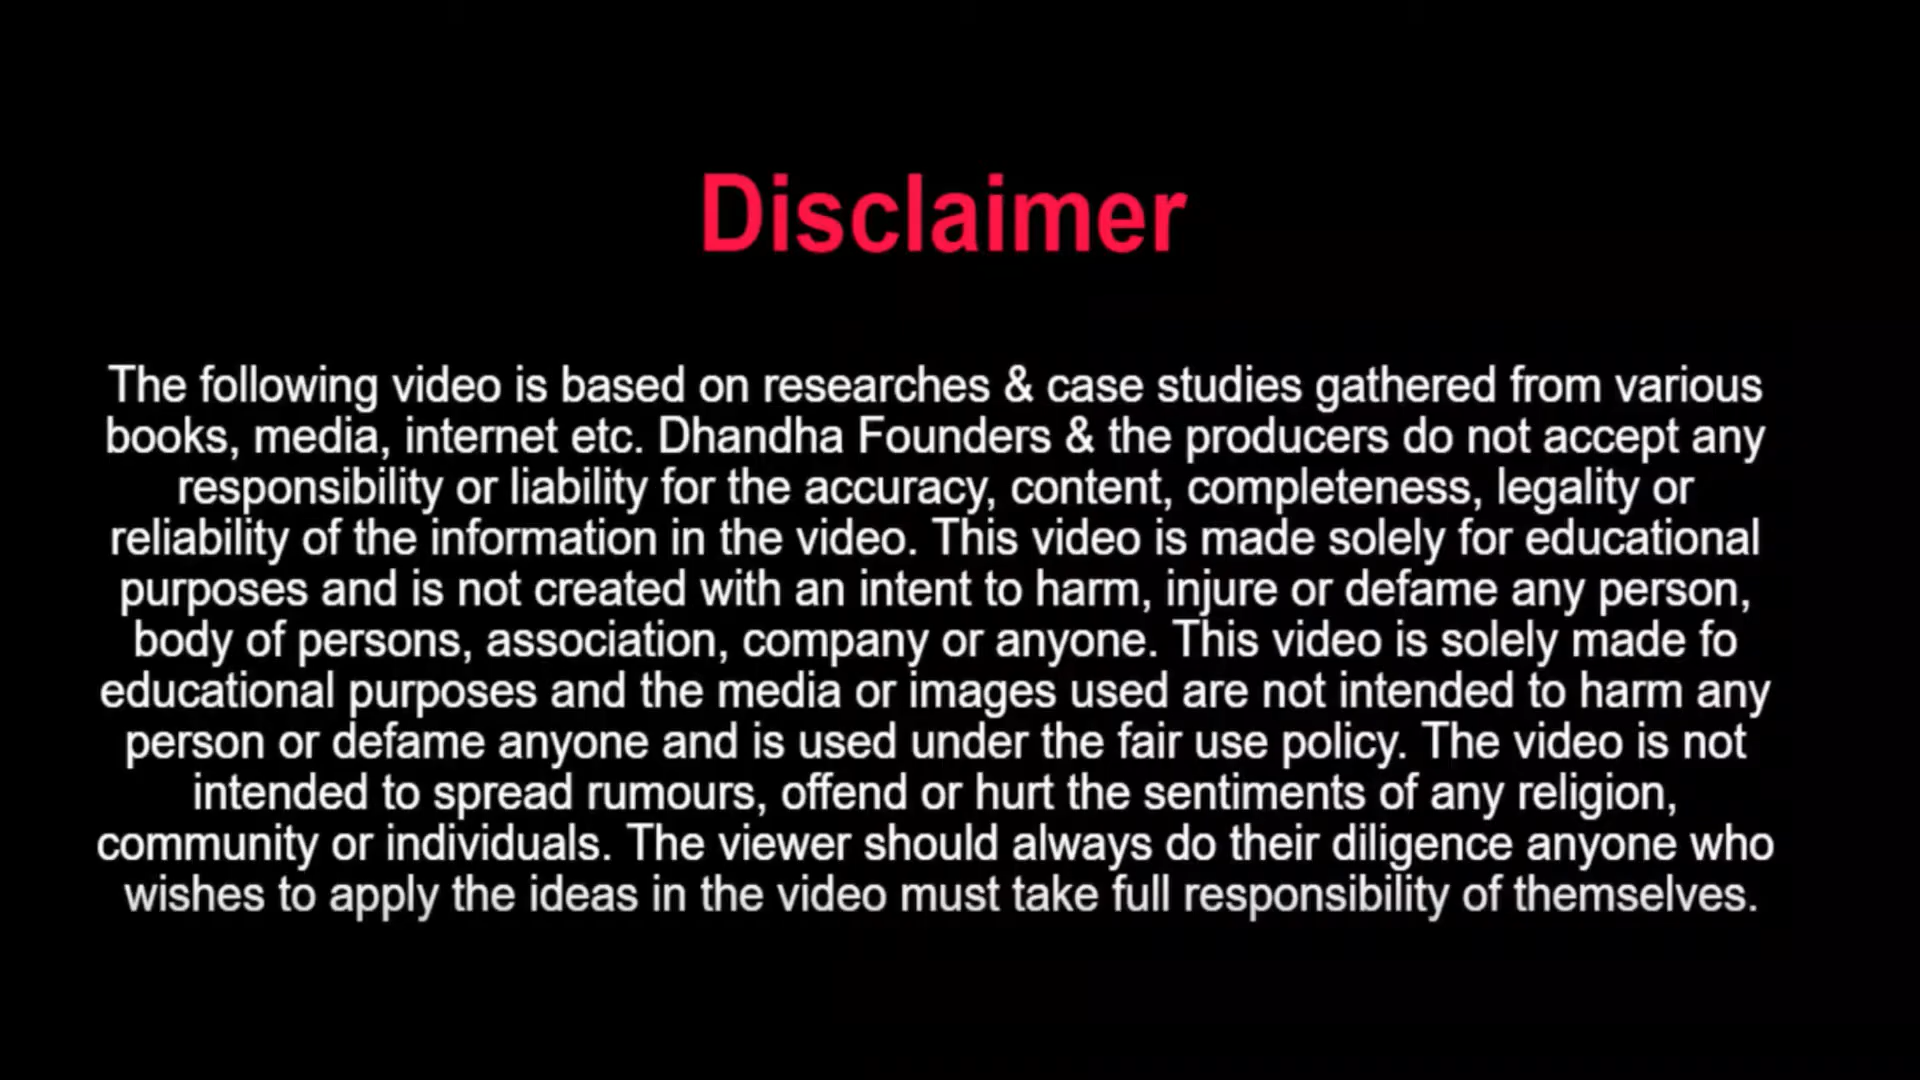 Disclaimer
The following video is based on researches & case studies gathered from various
books, media, internet etc. Dhandha Founders & the producers do not accept any
responsibility or liability for the accuracy, content, completeness, legality or
reliability of the information in the video. This video is made solely for educational
purposes and is not created with an intent to harm, injure or defame any person,
body of persons, association, company or anyone. This video is solely made fo
educational purposes and the media or images used are not intended to harm any
person or defame anyone and is used under the fair use policy. The video is not
intended to spread rumours, offend or hurt the sentiments of any religion,
community or individuals. The viewer should always do their diligence anyone who
wishes to apply the ideas in the video must take full responsibility of themselves.